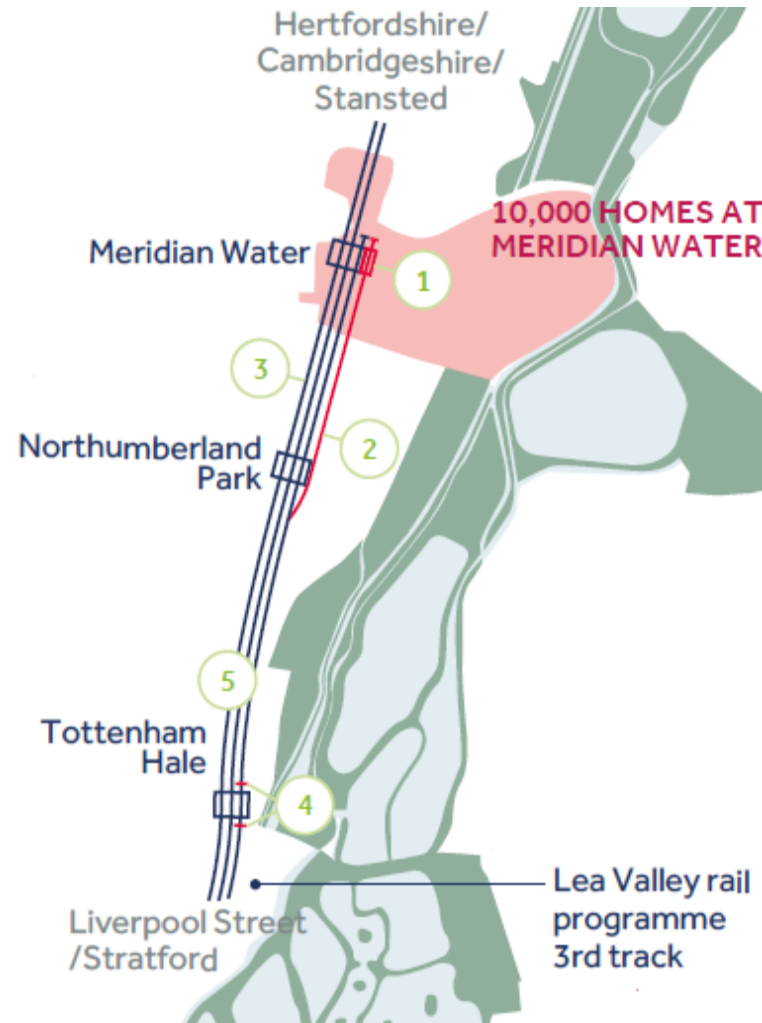 Hertfordshire/
Cambridgeshire/
Stansted
10,000 HOMES AT
MERIDIAN WATER
Meridian Water
1
3
2
Northumberland
Park
5
Tottenham
Hale
4
Lea Valley rail
programme
3rd track
Liverpool Street
/Stratford